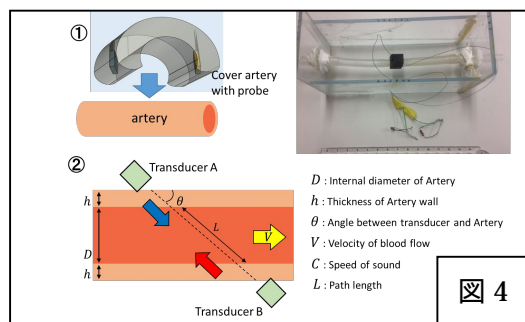 ①
Cover artery
with probe
artery
②
Transducer A
h
θ
L
D
V
h
Transducer B
D : Internal diameter of Artery
h : Thickness of Artery wall
θ : Angle between transducer and Artery
V : Velocity of blood flow
C : Speed of sound
L : Path length
図 4